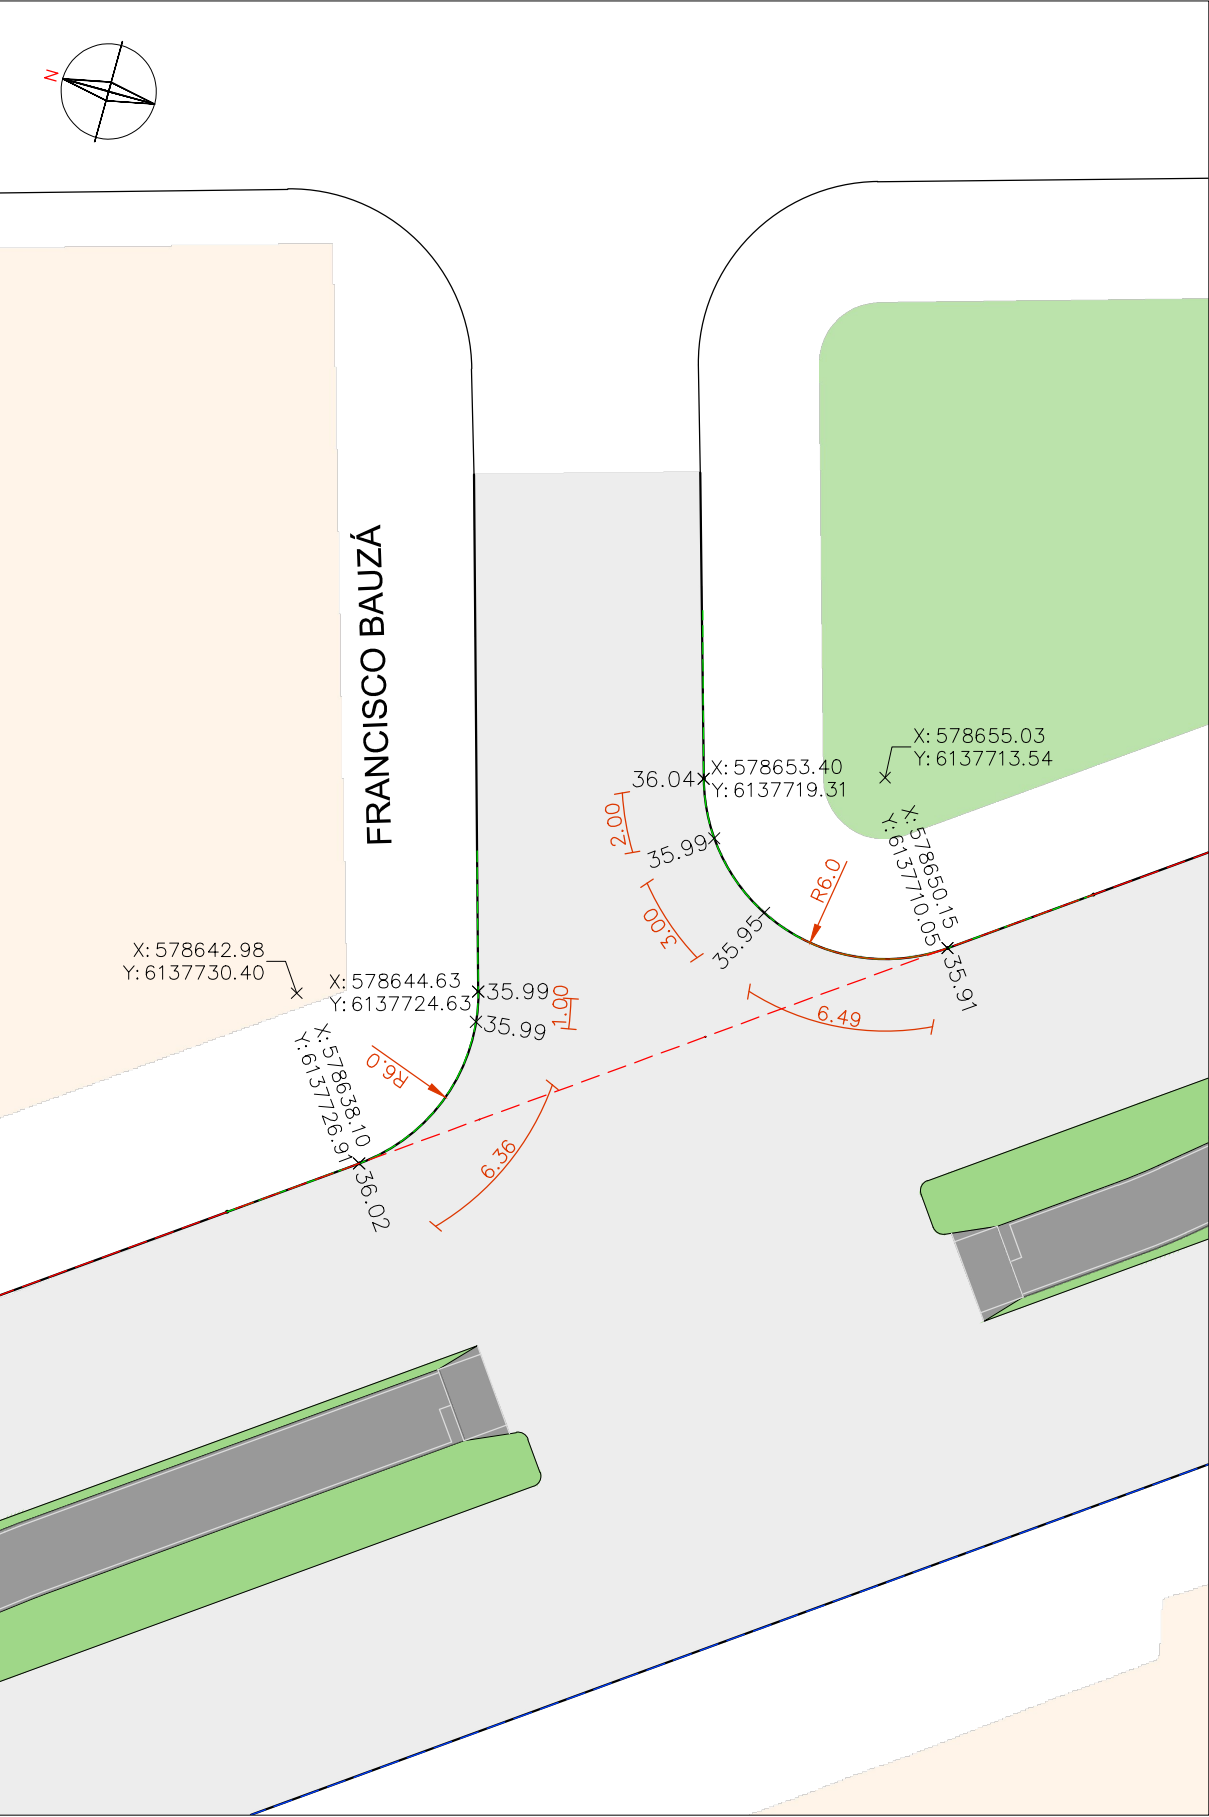 N
FRANCISCO BAUZÁ
X: 578655.03
Y: 6137713.54
36.04
X: 578653.40
Y: 6137719.31
2.00
35.99
R6.0
X: 578650.15
Y: 6137710.05
3.00
35.95
35.91
X: 578642.98
Y: 6137730.40
X: 578644.63
Y: 6137724.63
35.99
1.00
35.99
6.49
R6.0
X: 578638.10
Y: 6137726.91
6.36
36.02